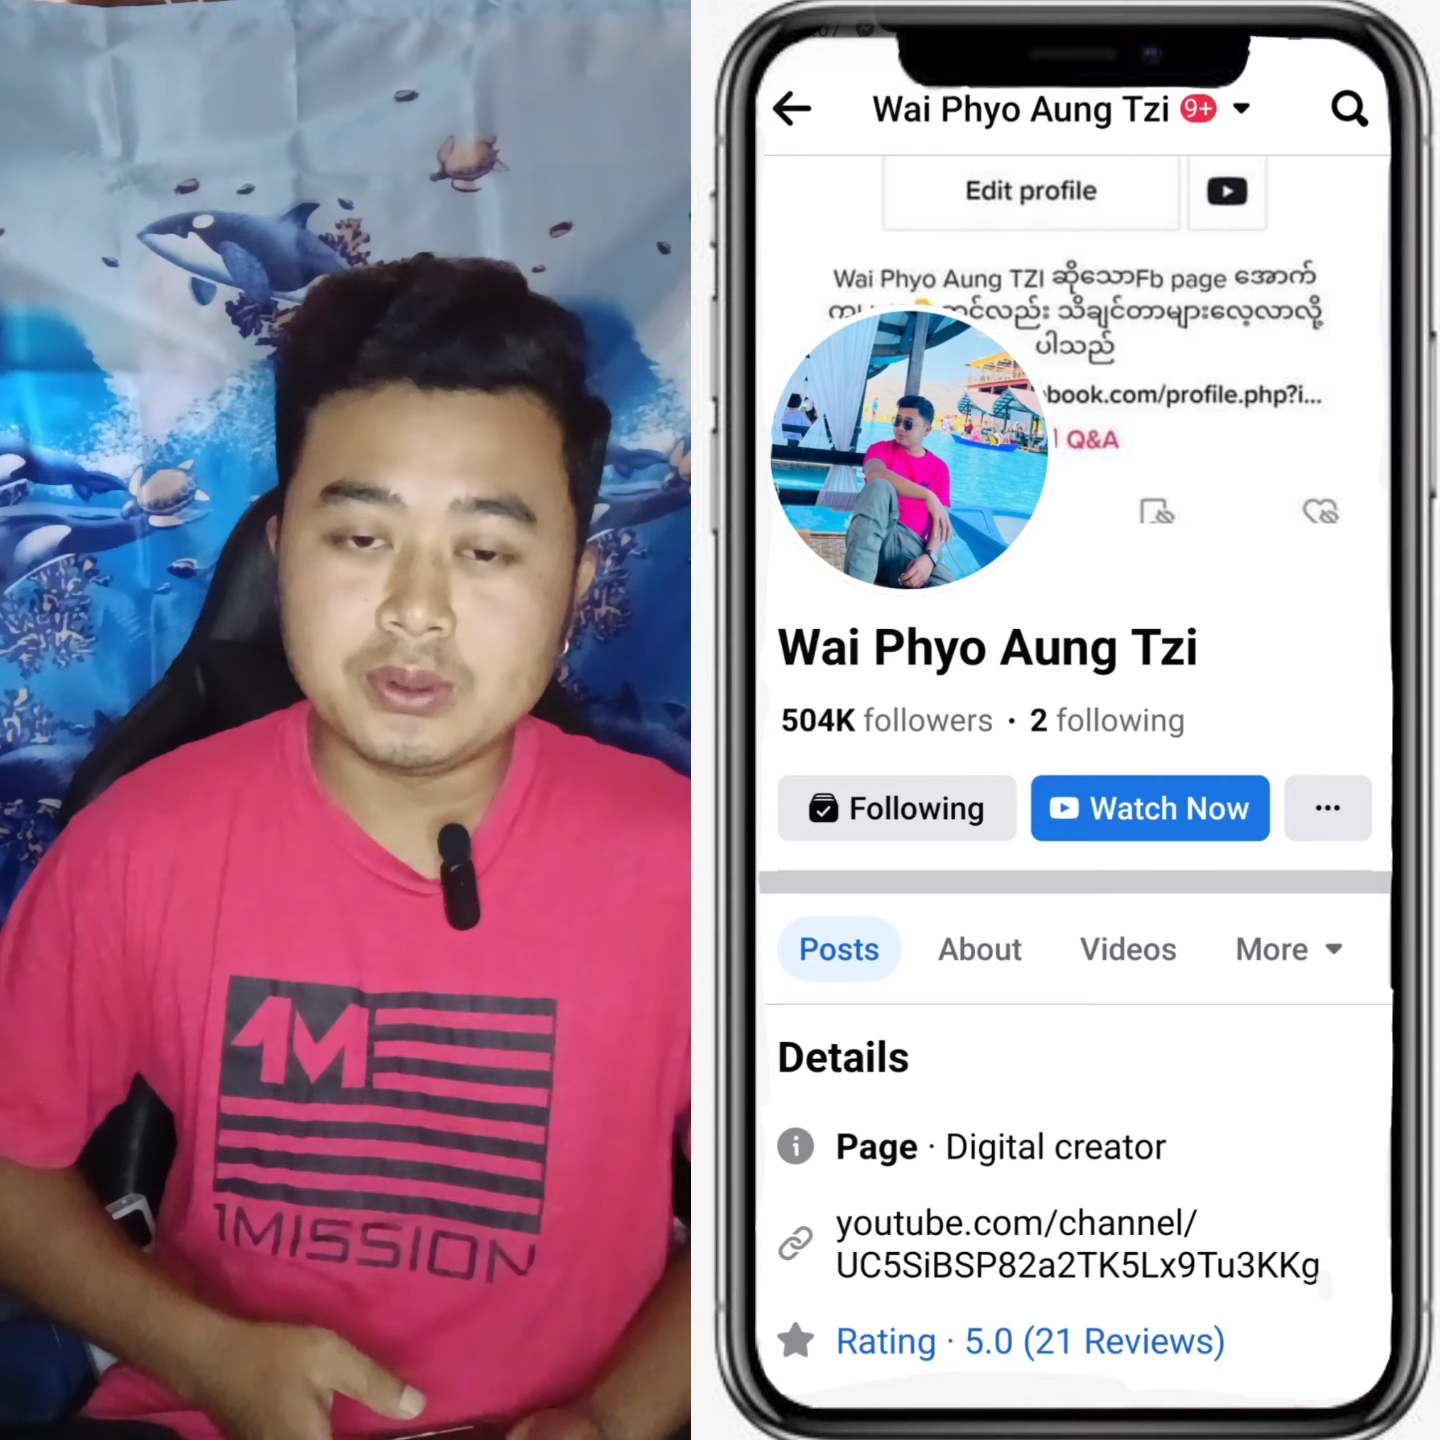 1M
1MISSION
Wai Phyo Aung Tzi 9+
Edit profile
Wai Phyo Aung TZI ဆိုသောFb page အောက်
သိချင်တာများလေ့လာလို့
ပါသည်
book.com/profile.php?i...
Q&A
Wai Phyo Aung Tzi
504K followers · 2 following
Following
Watch Now
Posts About Videos More
Details
Page · Digital creator
youtube.com/channel/
UC5SiBSP82a2TK5Lx9Tu3KKg
Rating · 5.0 (21 Reviews)